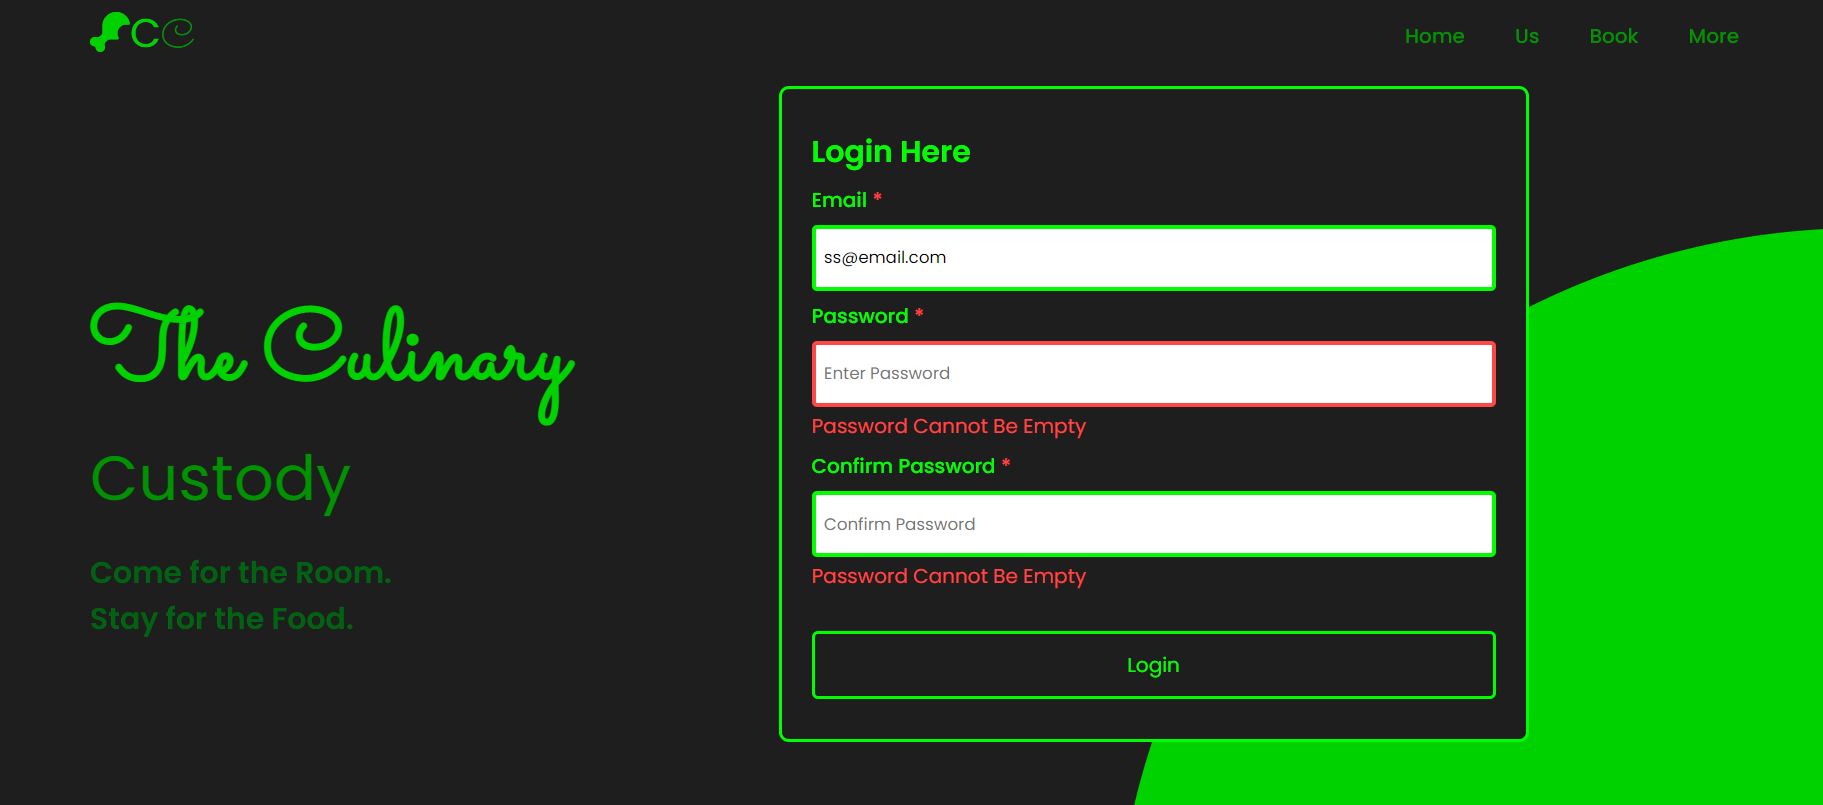 CC
Home Us Book More
The Culinary
Custody
Come for the Room.
Stay for the Food.
Login Here
Email *
ss@email.com
Password *
Enter Password
Password Cannot Be Empty
Confirm Password *
Confirm Password
Password Cannot Be Empty
Login